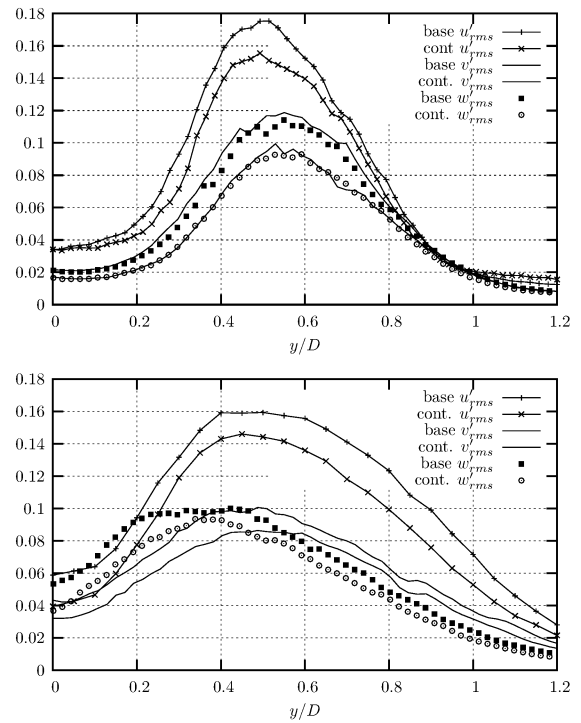 0.18
0.16
0.14
0.12
0.1
0.08
0.06
0.04
0.02
0
0 0.2 0.4 0.6 0.8 1 1.2
y/D
base u′rms
cont u′rms
base v′rms
cont. v′rms
base w′rms
cont. w′rms
0.18
0.16
0.14
0.12
0.1
0.08
0.06
0.04
0.02
0
0 0.2 0.4 0.6 0.8 1 1.2
y/D
base u′rms
cont. u′rms
base v′rms
cont. v′rms
base w′rms
cont. w′rms